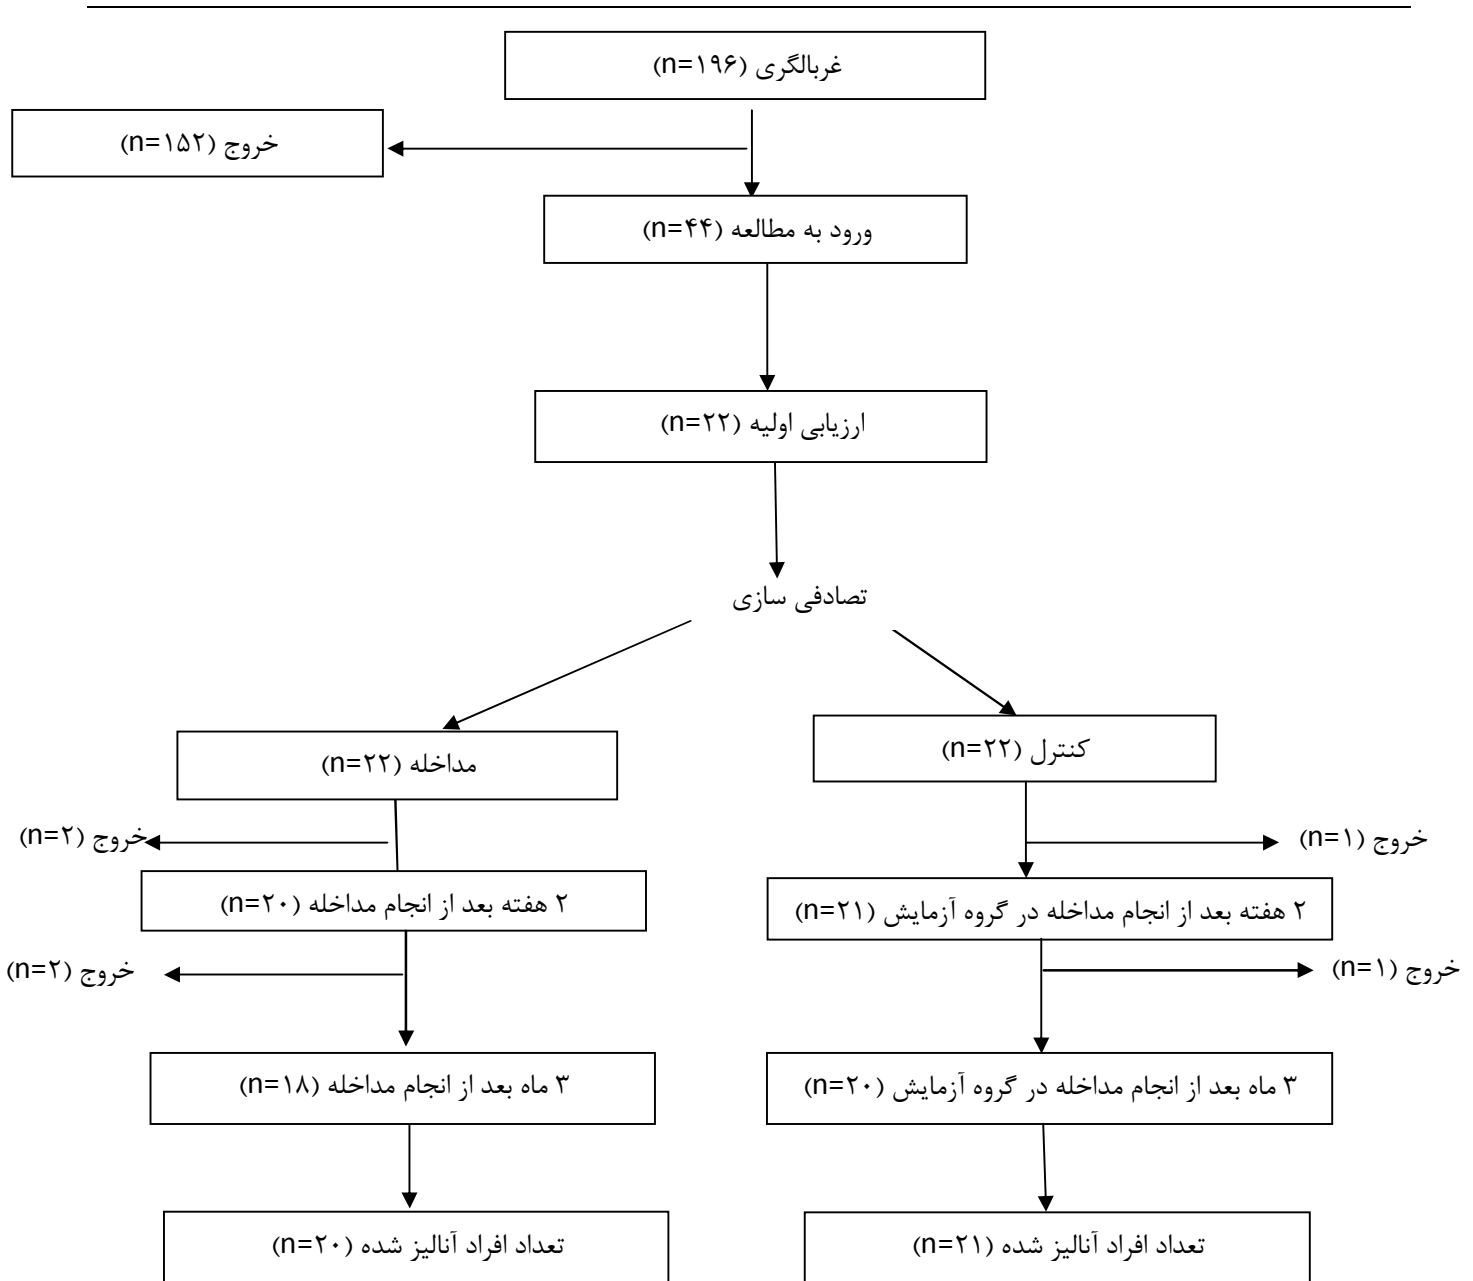 غربالگری (n=۱۹۶)
خروج (n=۱۵۲)
ورود به مطالعه (n=۴۴)
ارزیابی اولیه (n=۲۲)
تصادفی سازی
کنترل (n=۲۲)
مداخله (n=۲۲)
خروج (n=۱)
خروج (n=۲)
۲ هفته بعد از انجام مداخله در گروه آزمایش (n=۲۱)
۲ هفته بعد از انجام مداخله (n=۲۰)
خروج (n=۱)
خروج (n=۲)
۳ ماه بعد از انجام مداخله در گروه آزمایش (n=۲۰)
۳ ماه بعد از انجام مداخله (n=۱۸)
تعداد افراد آنالیز شده (n=۲۱)
تعداد افراد آنالیز شده (n=۲۰)